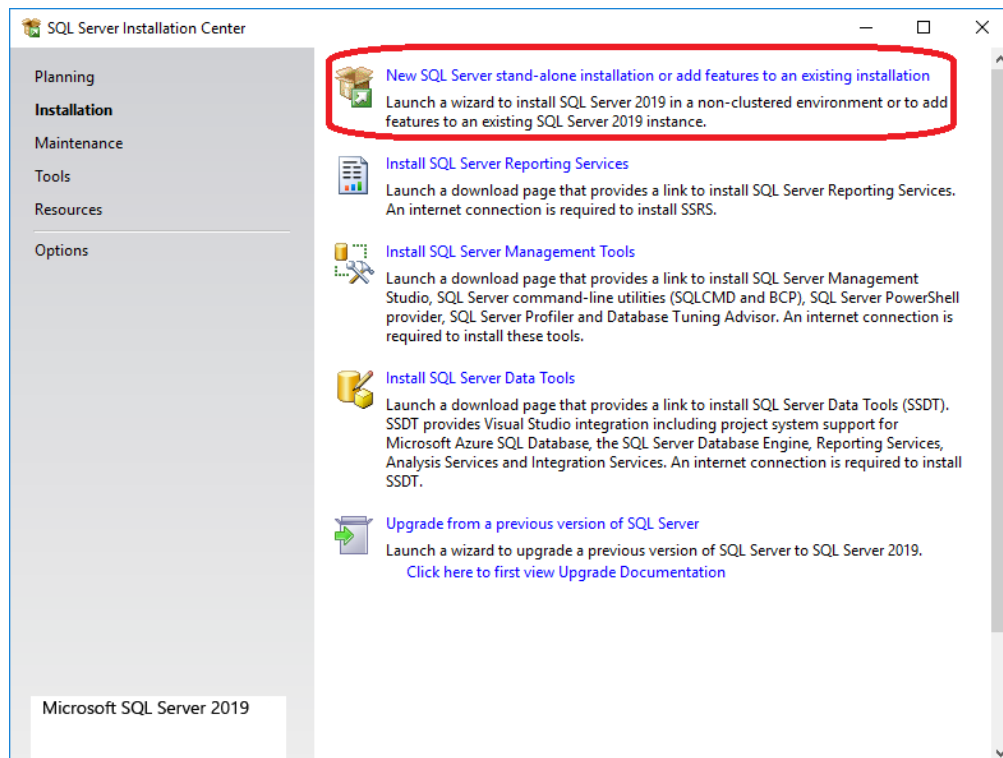 SQL Server Installation Center
Planning
Installation
Maintenance
Tools
Resources
Options
Microsoft SQL Server 2019
New SQL Server stand-alone installation or add features to an existing installation
Launch a wizard to install SQL Server 2019 in a non-clustered environment or to add
features to an existing SQL Server 2019 instance.
Install SQL Server Reporting Services
Launch a download page that provides a link to install SQL Server Reporting Services.
An internet connection is required to install SSRS.
Install SQL Server Management Tools
Launch a download page that provides a link to install SQL Server Management
Studio, SQL Server command-line utilities (SQLCMD and BCP), SQL Server PowerShell
provider, SQL Server Profiler and Database Tuning Advisor. An internet connection is
required to install these tools.
Install SQL Server Data Tools
Launch a download page that provides a link to install SQL Server Data Tools (SSDT).
SSDT provides Visual Studio integration including project system support for
Microsoft Azure SQL Database, the SQL Server Database Engine, Reporting Services,
Analysis Services and Integration Services. An internet connection is required to install
SSDT.
Upgrade from a previous version of SQL Server
Launch a wizard to upgrade a previous version of SQL Server to SQL Server 2019.
Click here to first view Upgrade Documentation